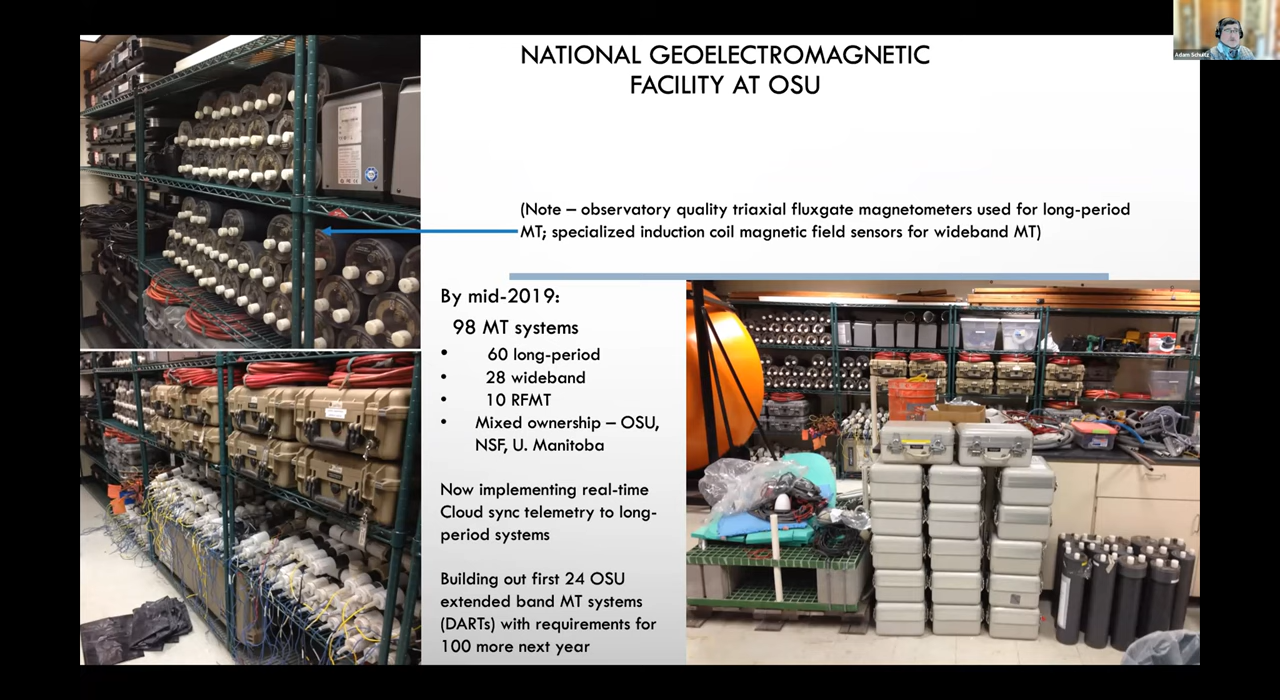 NATIONAL GEOELECTROMAGNETIC
FACILITY AT OSU
(Note – observatory quality triaxial fluxgate magnetometers used for long-period
MT; specialized induction coil magnetic field sensors for wideband MT)
By mid-2019:
98 MT systems
• 60 long-period
• 28 wideband
• 10 RFMT
• Mixed ownership – OSU,
NSF, U. Manitoba
Now implementing real-time
Cloud sync telemetry to long-
period systems
Building out first 24 OSU
extended band MT systems
(DARTs) with requirements for
100 more next year
Adam Schultz